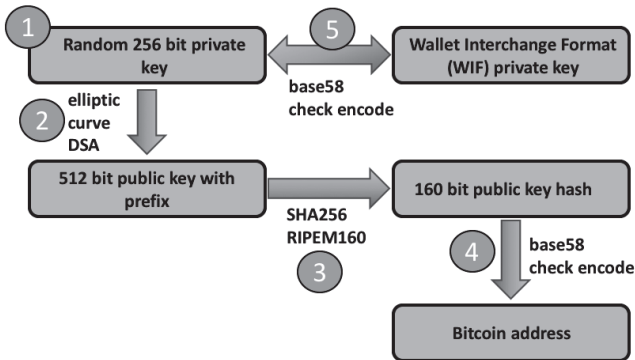 1
Random 256 bit private
key
5
base58
check encode
Wallet Interchange Format
(WIF) private key
2
elliptic
curve
DSA
512 bit public key with
prefix
SHA256
RIPEM160
3
160 bit public key hash
4
base58
check encode
Bitcoin address